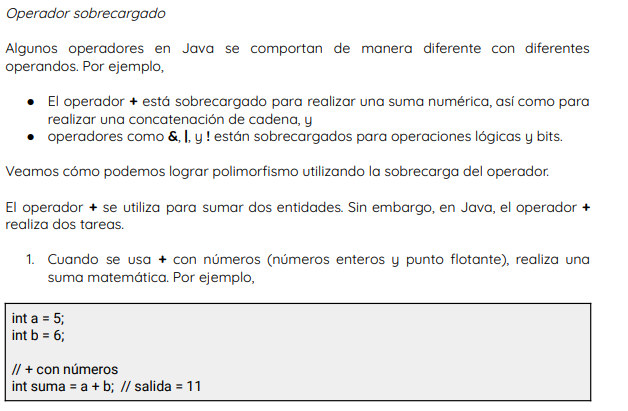 Operador sobrecargado
Algunos operadores en Java se comportan de manera diferente con diferentes
operandos. Por ejemplo,
● El operador + está sobrecargado para realizar una suma numérica, así como para
realizar una concatenación de cadena, y
● operadores como &, |, y ! están sobrecargados para operaciones lógicas y bits.
Veamos cómo podemos lograr polimorfismo utilizando la sobrecarga del operador.
El operador + se utiliza para sumar dos entidades. Sin embargo, en Java, el operador +
realiza dos tareas.
1. Cuando se usa + con números (números enteros y punto flotante), realiza una
suma matemática. Por ejemplo,
int a = 5;
int b = 6;
// + con números
int suma = a + b; // salida = 11